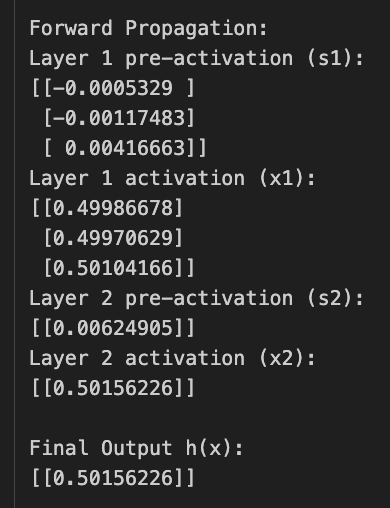 Forward Propagation:
Layer 1 pre-activation (s1):
[[-0.0005329 ]
 [-0.00117483]
 [ 0.00416663]]
Layer 1 activation (x1):
[[0.49986678]
 [0.49970629]
 [0.50104166]]
Layer 2 pre-activation (s2):
[[0.00624905]]
Layer 2 activation (x2):
[[0.50156226]]

Final Output h(x):
[[0.50156226]]